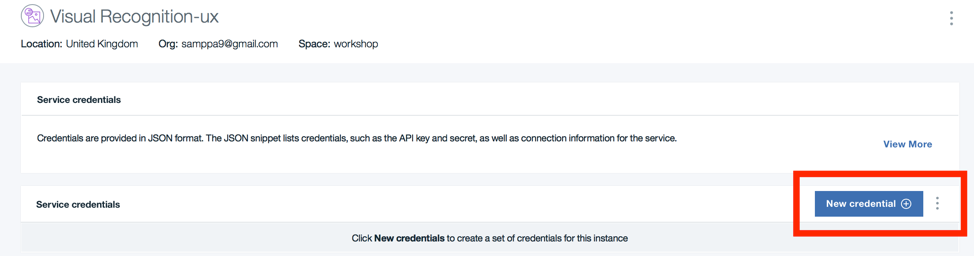 Visual Recognition-ux
Location: United Kingdom Org: samppa9@gmail.com Space: workshop
Service credentials
Credentials are provided in JSON format. The JSON snippet lists credentials, such as the API key and secret, as well as connection information for the service.
View More
Service credentials
New credential
Click New credentials to create a set of credentials for this instance